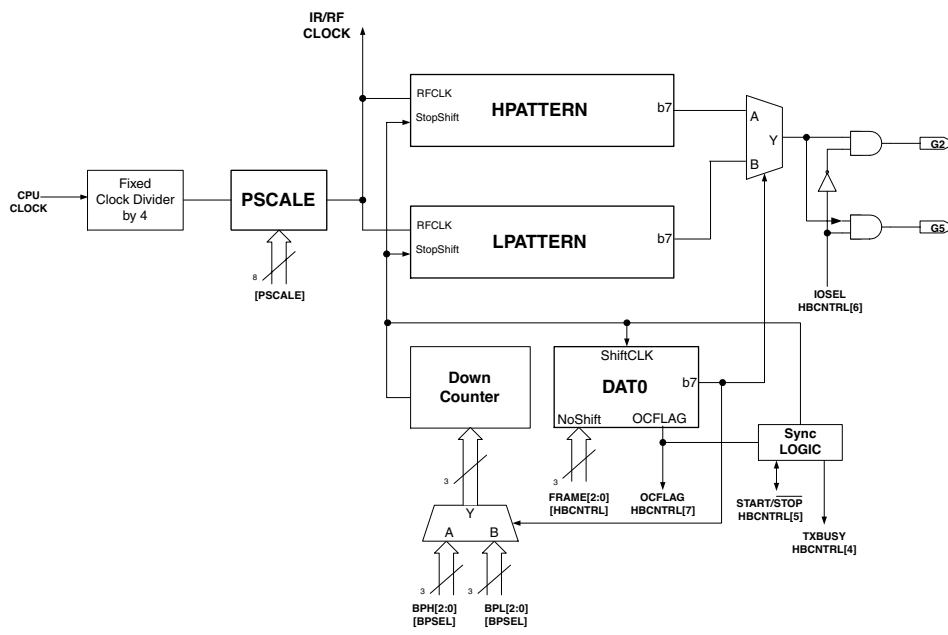 IR/RF
CLOCK
RFCLK
StopShift
HPATTERN
b7
A
B
Y
G2
CPU
CLOCK
Fixed
Clock Divider
by 4
PSCALE
8
[PSCALE]
RFCLK
StopShift
LPATTERN
b7
G5
IOSEL
HBCNTRL[6]
Down
Counter
ShiftCLK
DAT0
b7
NoShift
OCFLAG
Sync
LOGIC
3
3
FRAME[2:0]
[HBCNTRL]
OCFLAG
HBCNTRL[7]
START/STOP
HBCNTRL[5]
TXBUSY
HBCNTRL[4]
Y
A
B
3
3
BPH[2:0]
[BPSEL]
BPL[2:0]
[BPSEL]